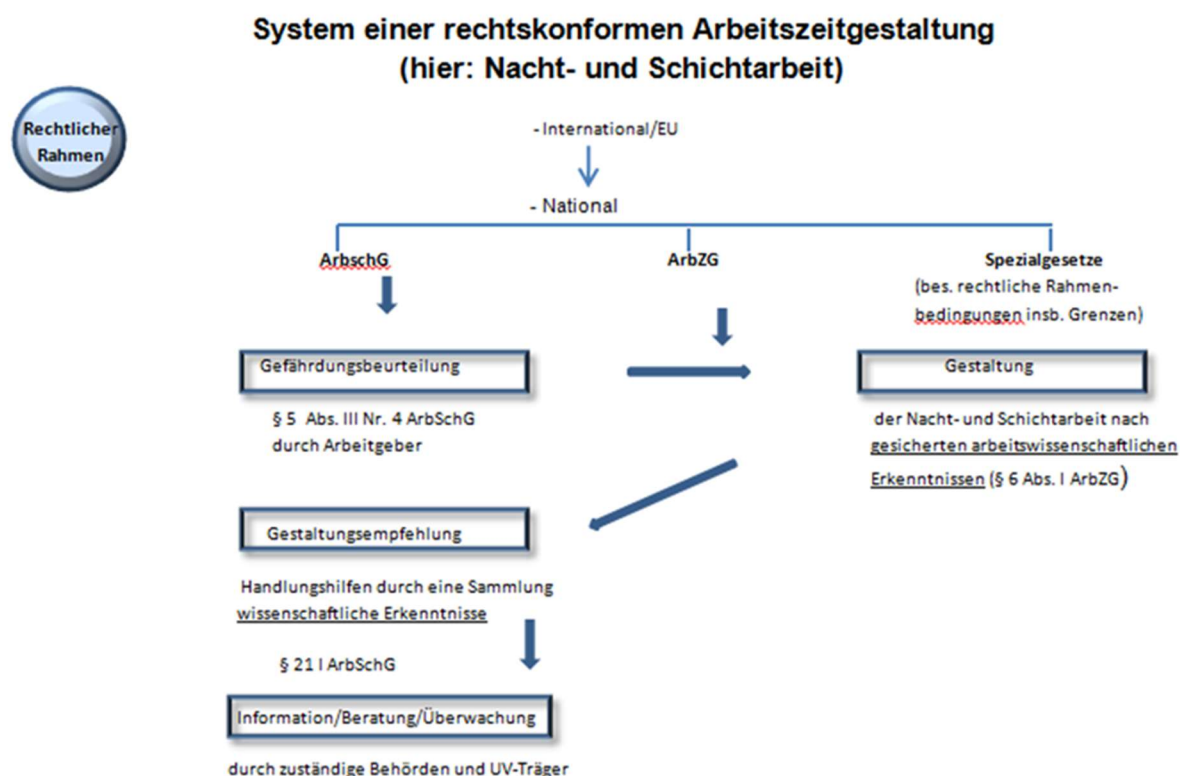 System einer rechtskonformen Arbeitszeitgestaltung
(hier: Nacht- und Schichtarbeit)
Rechtlicher
Rahmen
- International/EU
- National
ArbschG
ArbZG
Spezialgesetze
(bes. rechtliche Rahmen-
bedingungen insb. Grenzen)
Gefährdungsbeurteilung
Gestaltung
§ 5 Abs. III Nr. 4 ArbSchG
durch Arbeitgeber
der Nacht- und Schichtarbeit nach
gesicherten arbeitswissenschaftlichen
Erkenntnissen (§ 6 Abs. I ArbZG)
Gestaltungsempfehlung
Handlungshilfen durch eine Sammlung
wissenschaftliche Erkenntnisse
§ 21 I ArbSchG
Information/Beratung/Überwachung
durch zuständige Behörden und UV-Träger